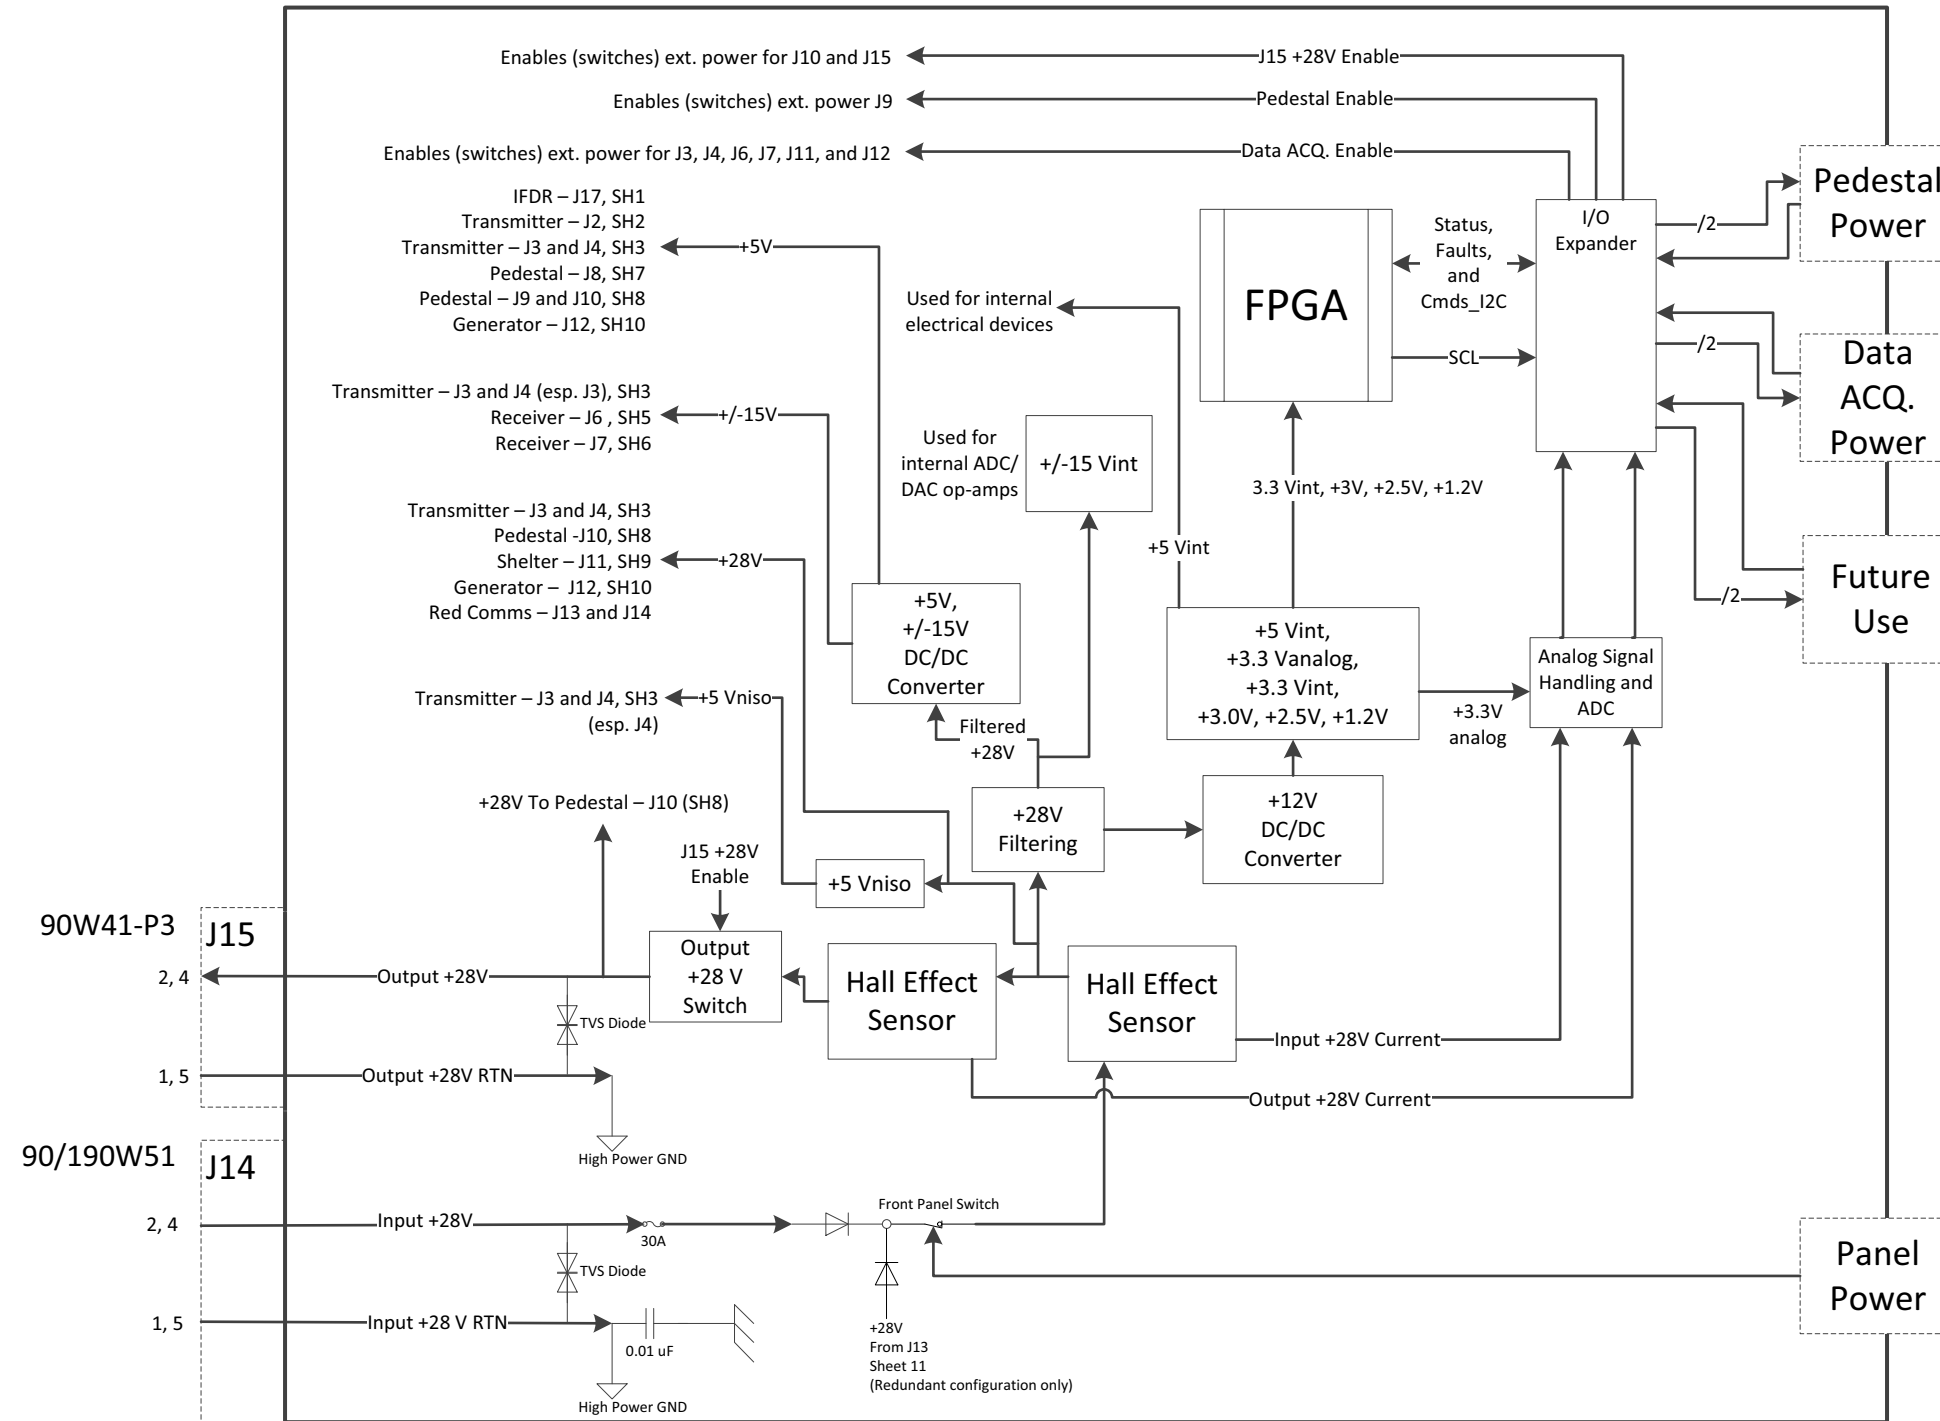 Enables (switches) ext. power for J10 and J15
J15 +28V Enable
Enables (switches) ext. power J9
Pedestal Enable
Enables (switches) ext. power for J3, J4, J6, J7, J11, and J12
Data ACQ. Enable
IFDR – J17, SH1
Transmitter – J2, SH2
Transmitter – J3 and J4, SH3
Pedestal – J8, SH7
Pedestal – J9 and J10, SH8
Generator – J12, SH10
+5V
Transmitter – J3 and J4 (esp. J3), SH3
Receiver – J6 , SH5
Receiver – J7, SH6
+/-15V
Transmitter – J3 and J4, SH3
Pedestal -J10, SH8
Shelter – J11, SH9
Generator – J12, SH10
Red Comms – J13 and J14
+28V
Transmitter – J3 and J4, SH3
(esp. J4)
+5 Vniso
Used for internal
electrical devices
Used for
internal ADC/
DAC op-amps
+/-15 Vint
+5 Vint
FPGA
Status,
Faults,
and
Cmds_I2C
SCL
I/O
Expander
/2
Pedestal
Power
/2
Data
ACQ.
Power
/2
Future
Use
3.3 Vint, +3V, +2.5V, +1.2V
+5V,
+/-15V
DC/DC
Converter
Filtered
+28V
+5 Vint,
+3.3 Vanalog,
+3.3 Vint,
+3.0V, +2.5V, +1.2V
+3.3V
analog
Analog Signal
Handling and
ADC
+28V
Filtering
+12V
DC/DC
Converter
+28V To Pedestal – J10 (SH8)
J15 +28V
Enable
+5 Vniso
90W41-P3
J15
2, 4
Output +28V
Output
+28 V
Switch
Hall Effect
Sensor
Hall Effect
Sensor
TVS Diode
1, 5
Output +28V RTN
Input +28V Current
Output +28V Current
High Power GND
90/190W51
J14
2, 4
Input +28V
30A
Front Panel Switch
TVS Diode
1, 5
Input +28 V RTN
0.01 uF
High Power GND
+28V
From J13
Sheet 11
(Redundant configuration only)
Panel
Power